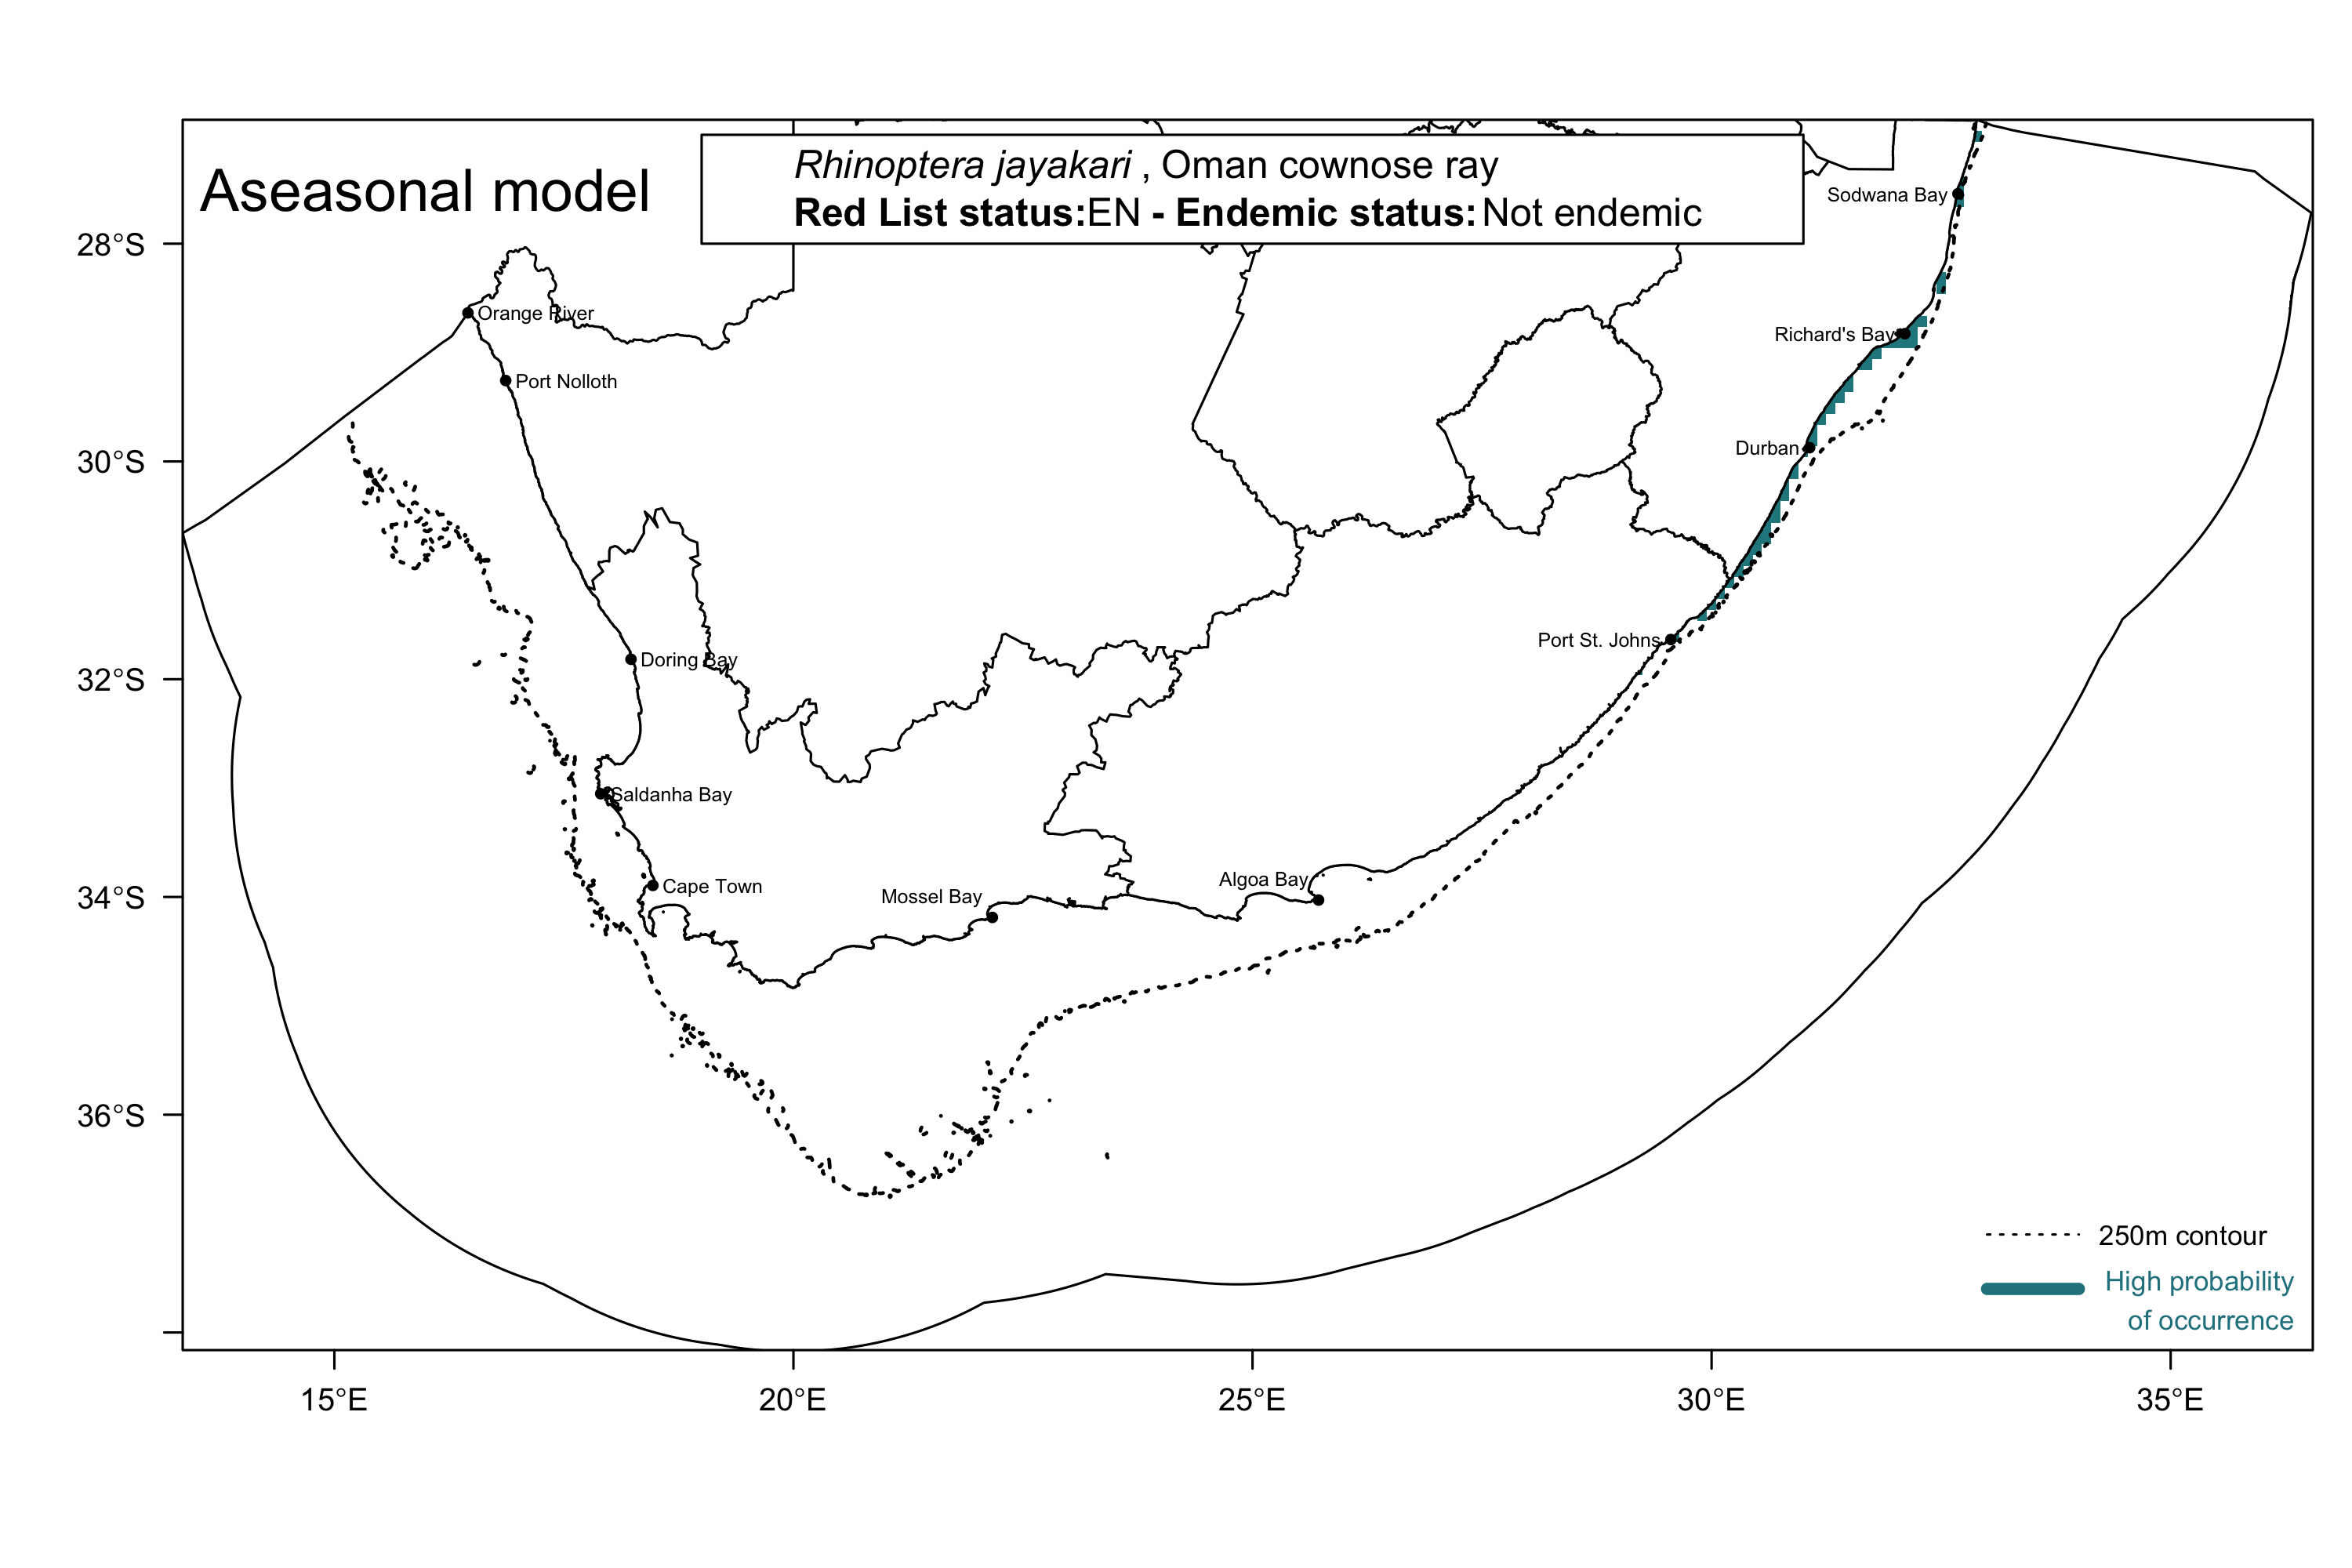 Aseasonal model
Rhinoptera jayakari , Oman cownose ray
Red List status:EN - Endemic status: Not endemic
Sodwana Bay
28°S
Orange River
Richard's Bay
Port Nolloth
Durban
30°S
Port St. Johns
Doring Bay
32°S
Saldanha Bay
Cape Town
Algoa Bay
Mossel Bay
34°S
36°S
250m contour
High probability
of occurrence
15°E
20°E
25°E
30°E
35°E